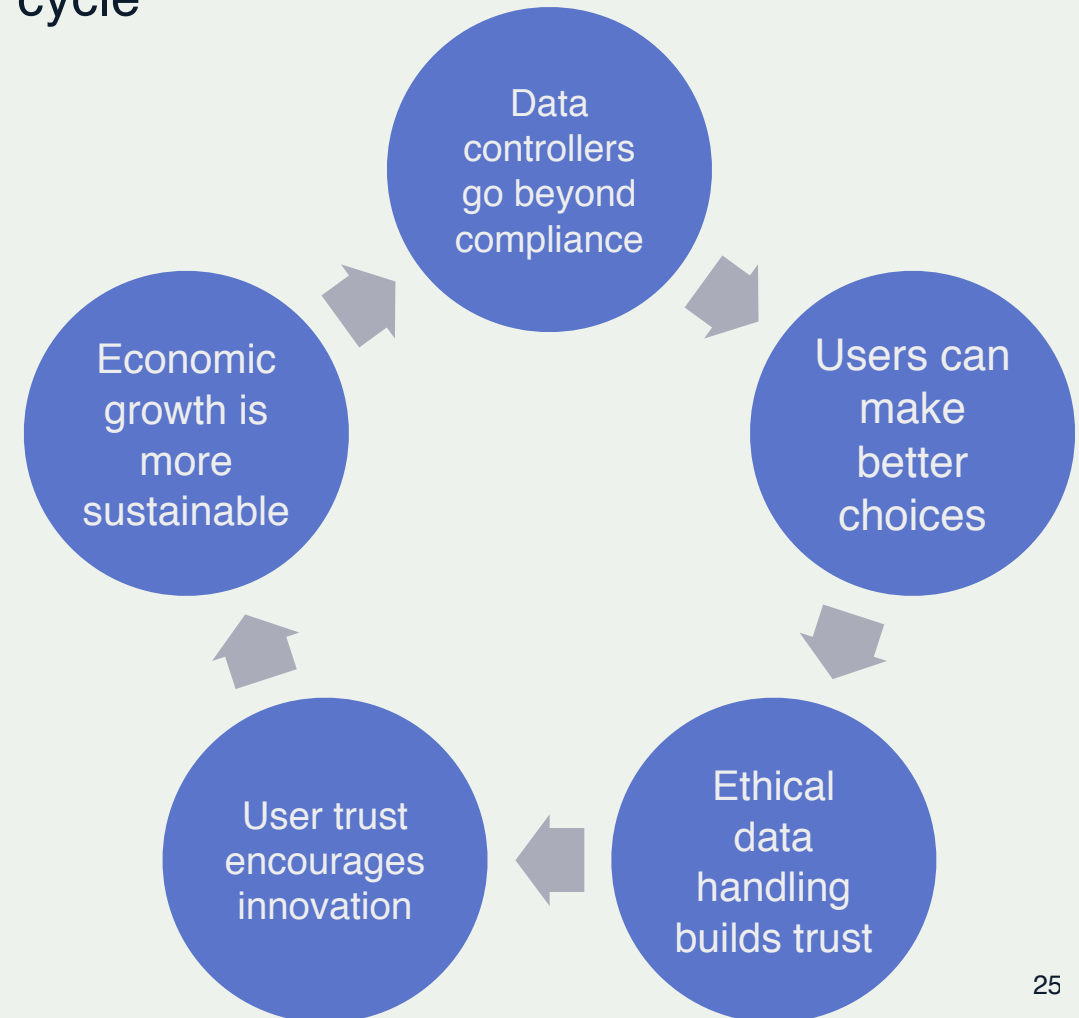 cycle
Data
controllers
go beyond
compliance
Users can
make
better
choices
Ethical
data
handling
builds trust
User trust
encourages
innovation
Economic
growth is
more
sustainable
25